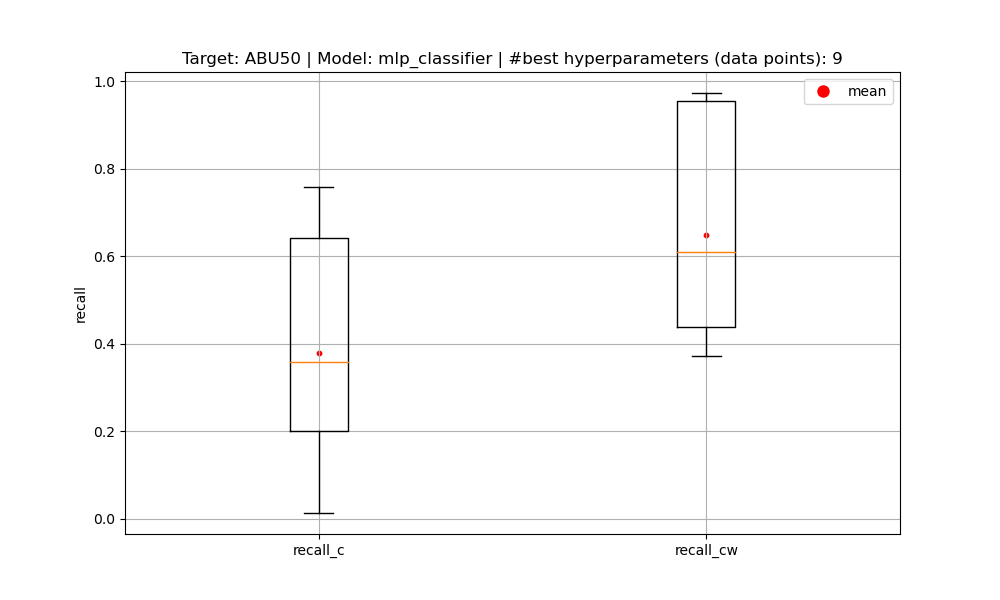 Target: ABU50 | Model: mlp_classifier | #best hyperparameters (data points): 9
mean
1.0
0.8
0.6
0.4
0.2
0.0
recall
recall_c
recall_cw